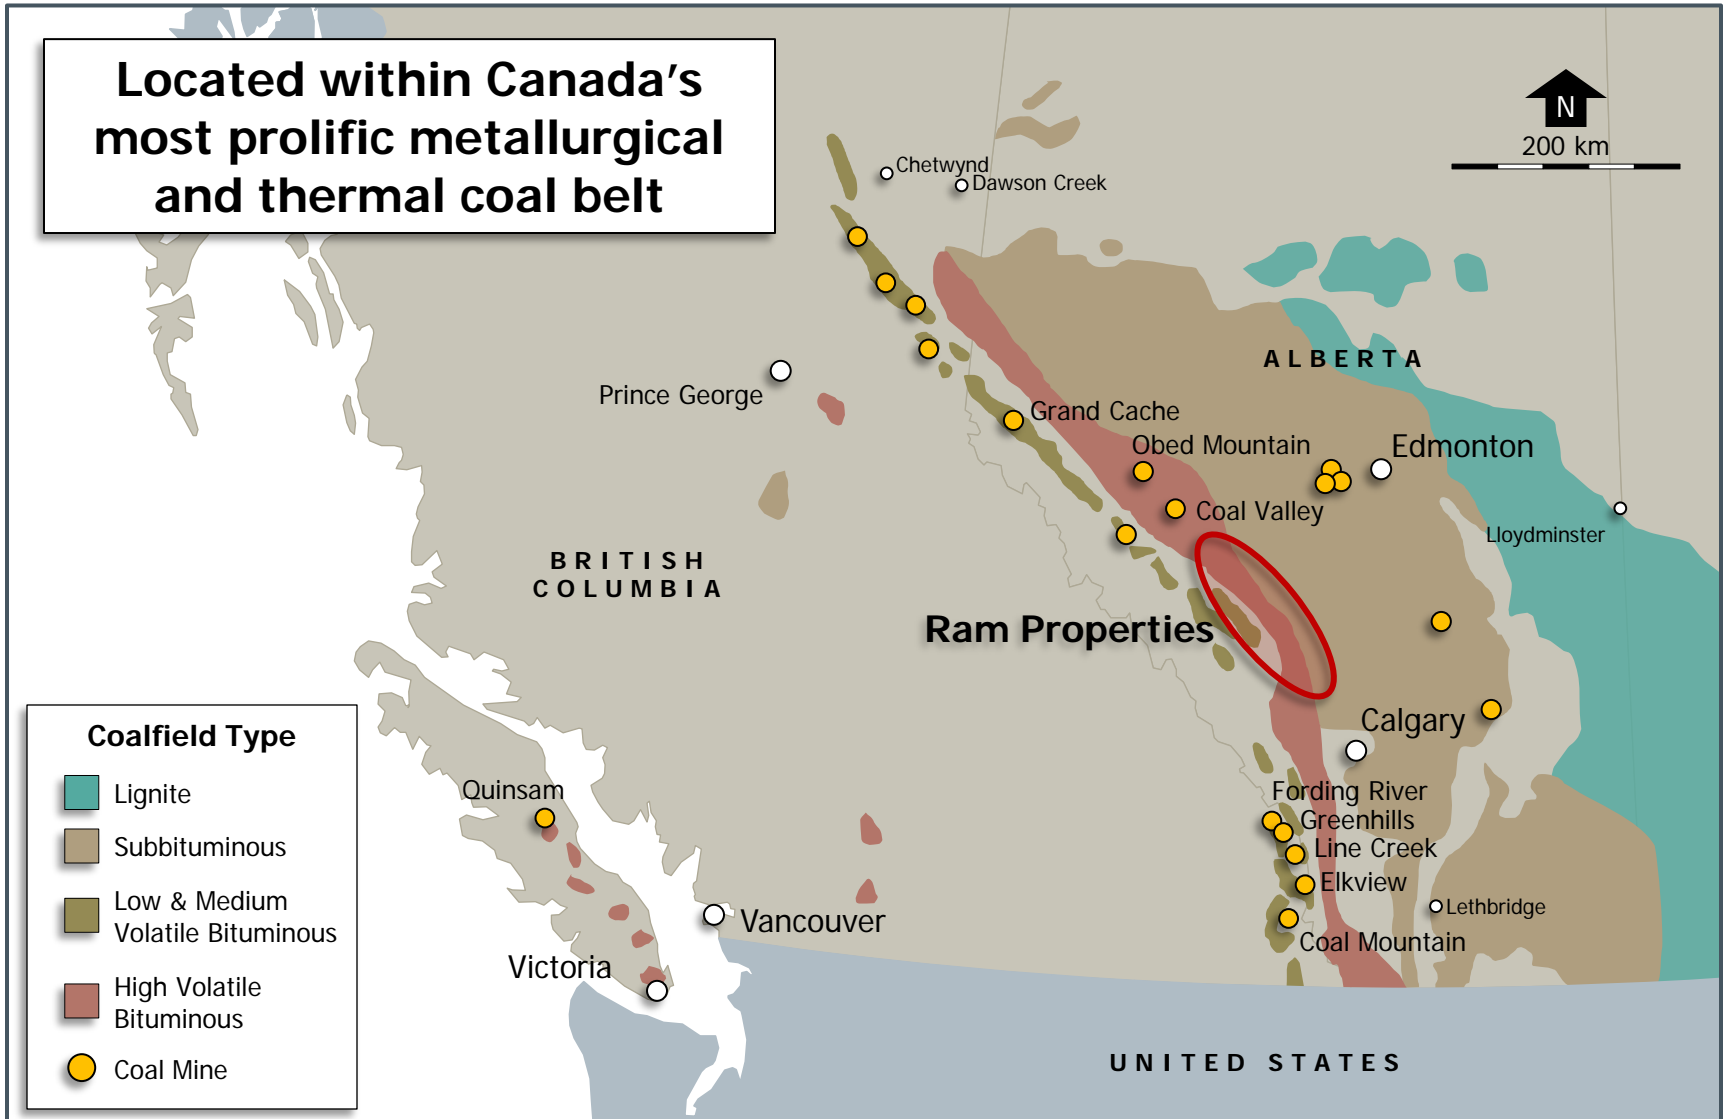 Located within Canada's
most prolific metallurgical
and thermal coal belt
N
200 km
Chetwynd
Dawson Creek
ALBERTA
Prince George
Grand Cache
Obed Mountain
Edmonton
Coal Valley
Lloydminster
BRITISH
COLUMBIA
Ram Properties
Calgary
Coalfield Type
Lignite
Subbituminous
Low & Medium
Volatile Bituminous
High Volatile
Bituminous
Coal Mine
Quinsam
Fording River
Greenhills
Line Creek
Elkview
Lethbridge
Coal Mountain
Vancouver
Victoria
UNITED STATES